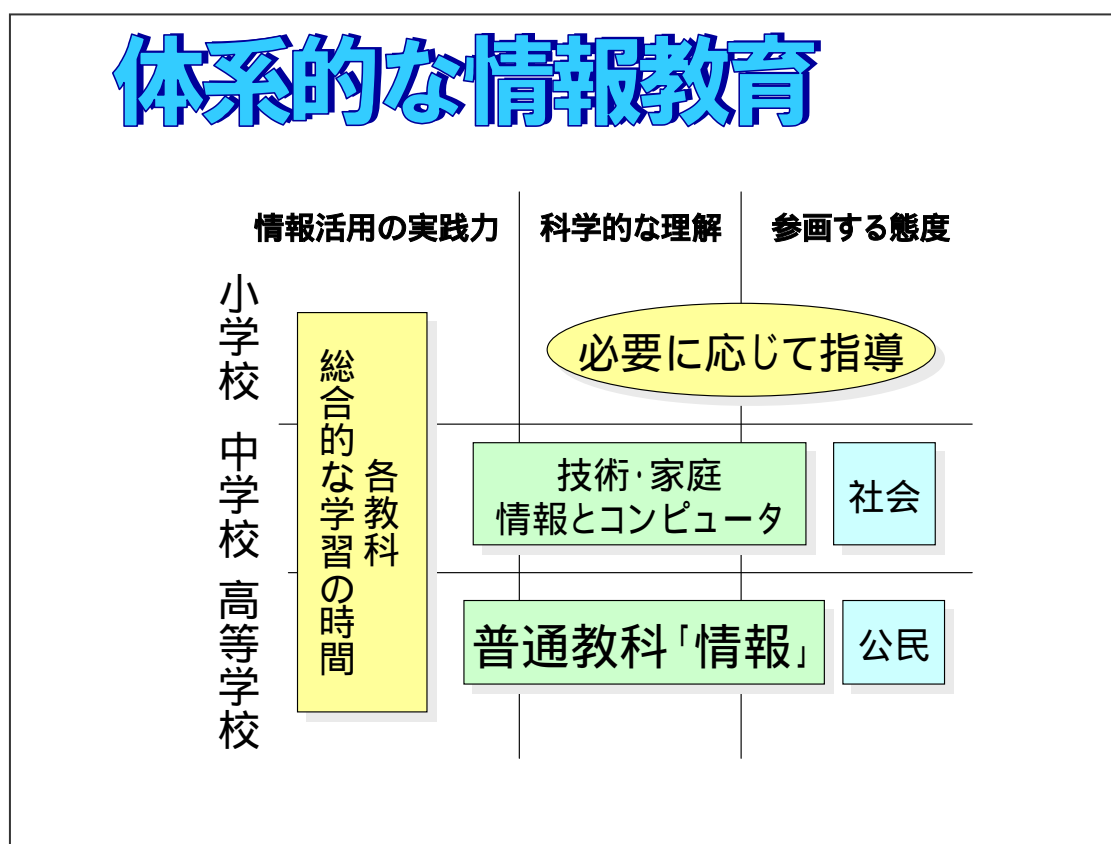 体系的な情報教育
情報活用の実践力
科学的な理解
参画する態度
小学校
各教科
総合的な学習の時間
必要に応じて指導
中学校
技術・家庭
情報とコンピュータ
社会
高等学校
普通教科「情報」
公民